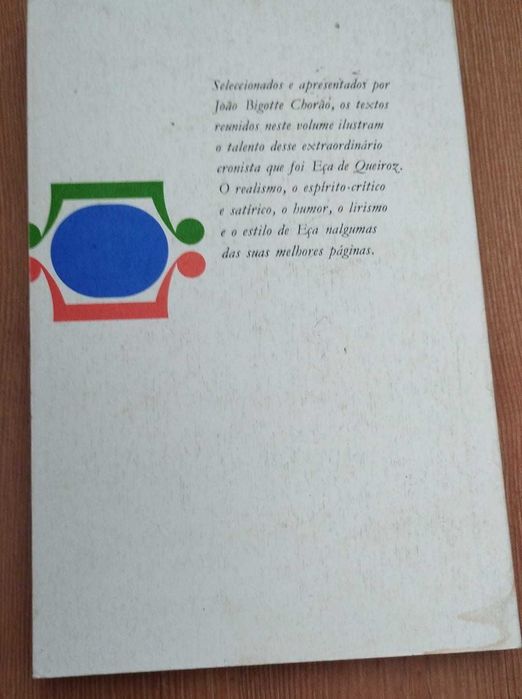 Seleccionados e apresentados por
João Bigotte Chorão, os textos
reunidos neste volume ilustram
o talento desse extraordinário
cronista que foi Eça de Queiroz.
O realismo, o espírito-crítico
e satírico, o humor, o lirismo
e o estilo de Eça nalgumas
das suas melhores páginas.